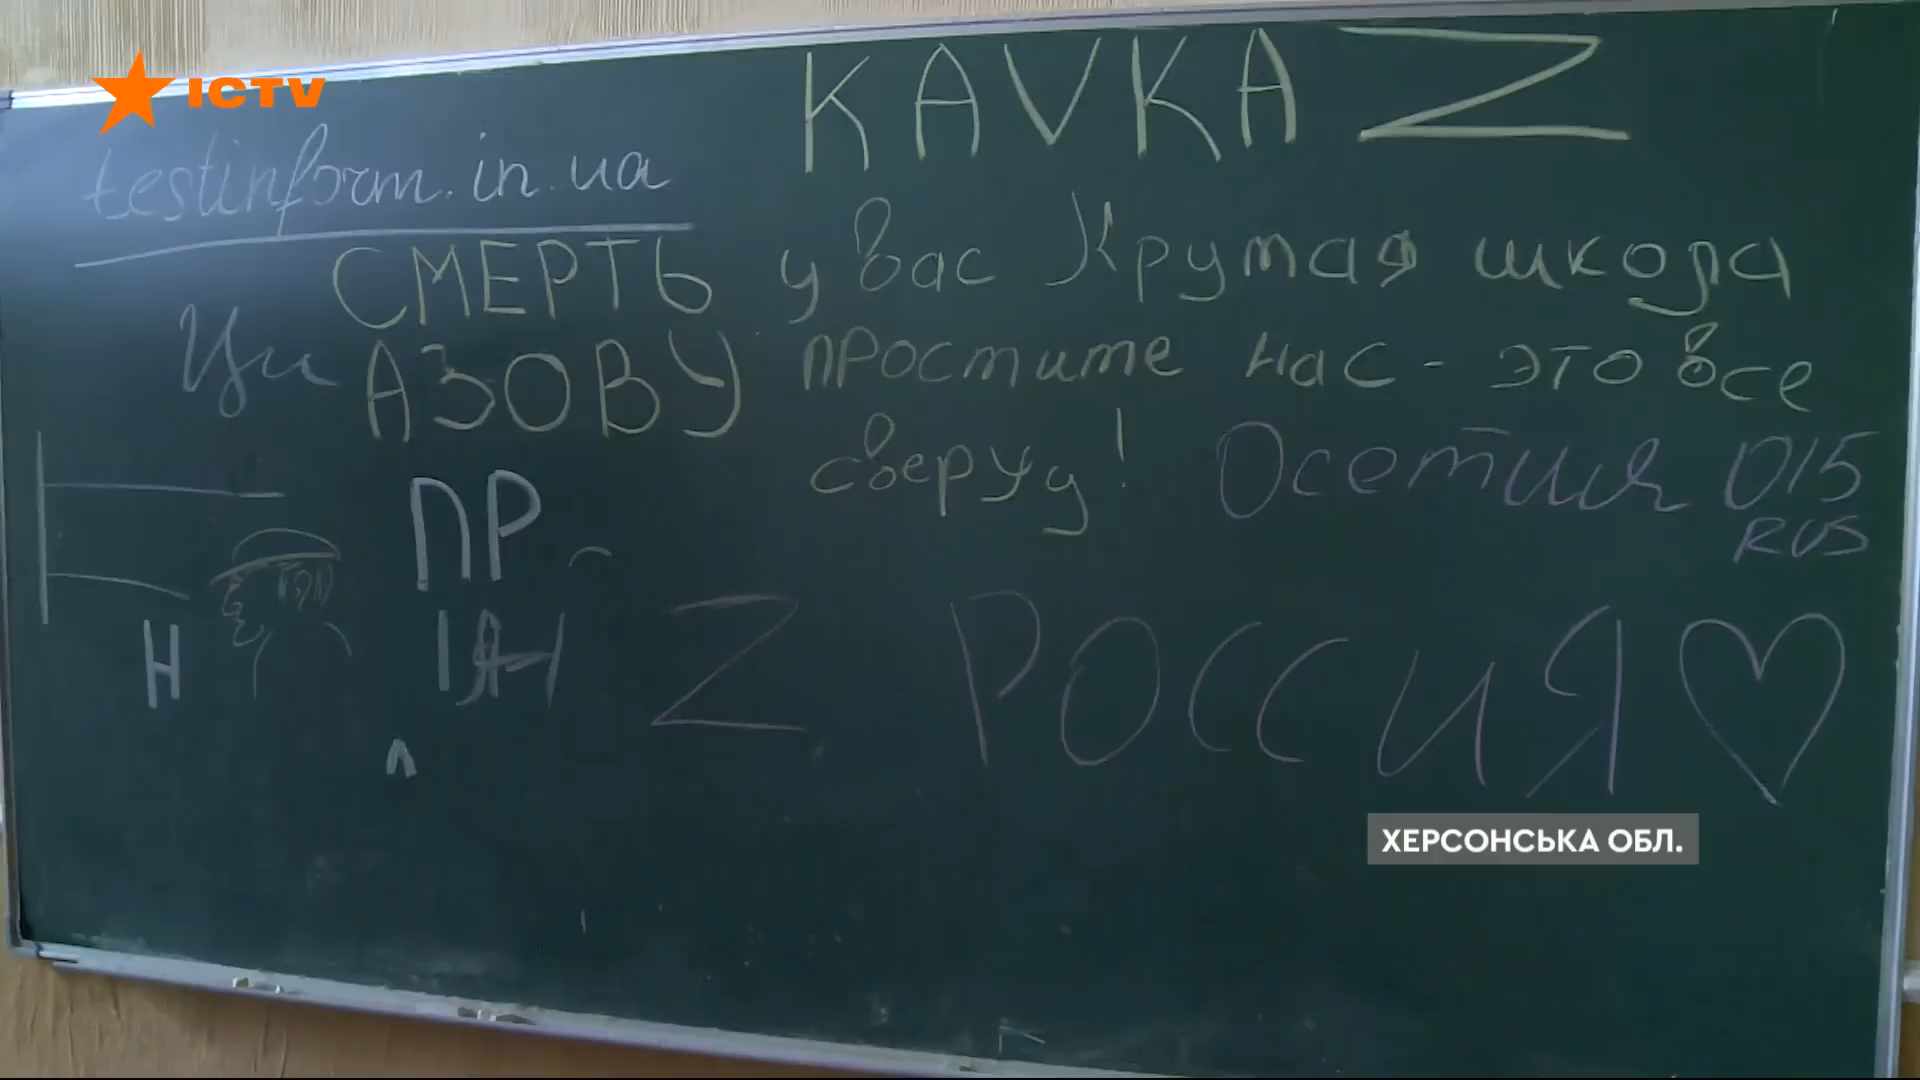 ICTV
KAVKAZ
testinform.in.ua
СМЕРТЬ
АЗОВУ
у вас Крутая школа
простите нас - это все
сверху!
Осетия 015
RUS
ПР
Н
Z РОССИЯ
ХЕРСОНСЬКА ОБЛ.